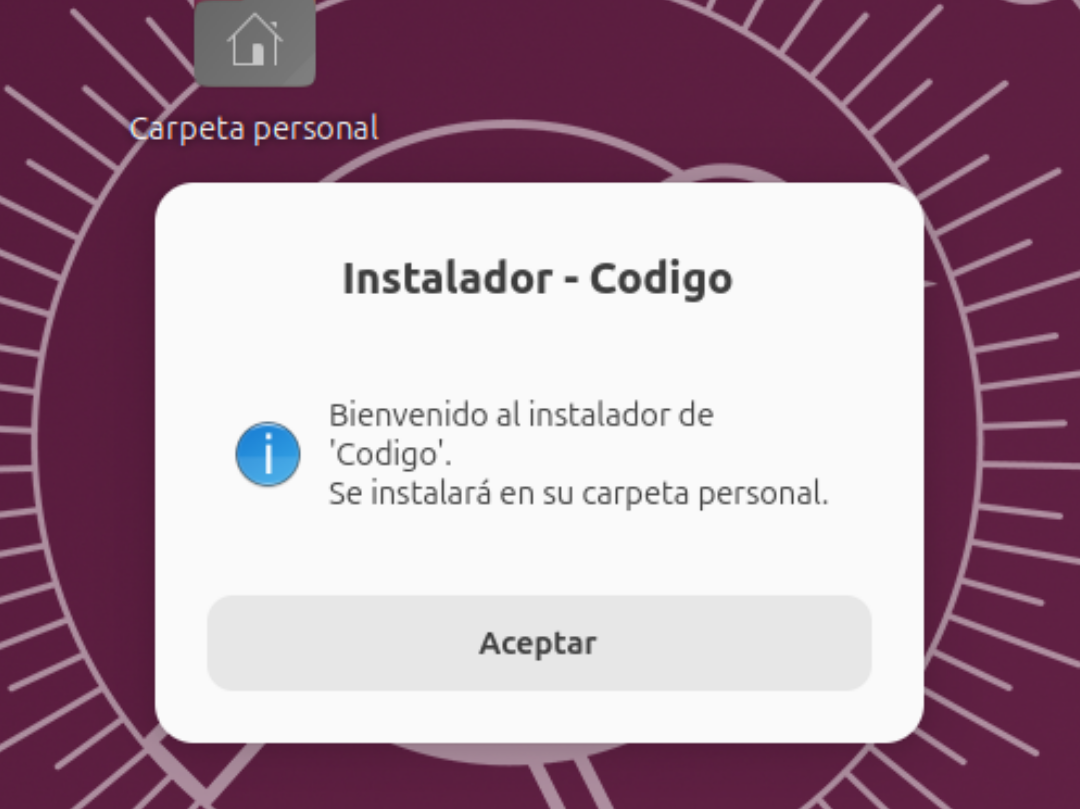 Carpeta personal
Instalador - Codigo
Bienvenido al instalador de
'Codigo'.
Se instalará en su carpeta personal.
Aceptar